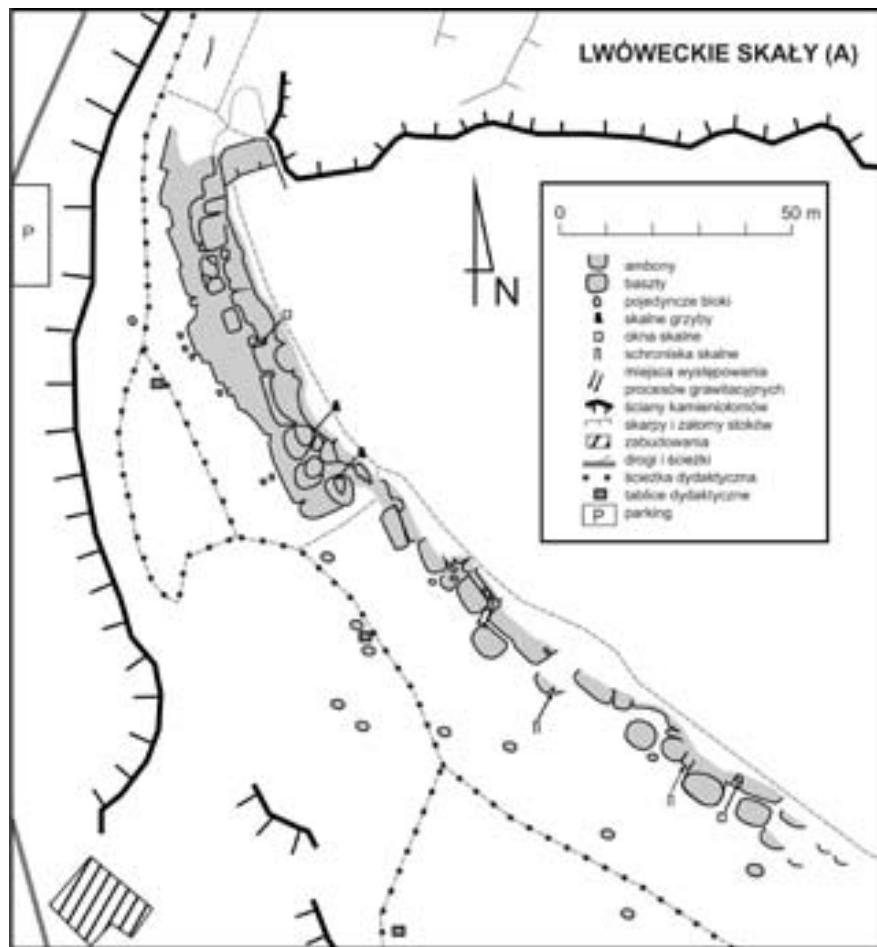 LWÓWECKIE SKAŁY (A)
P
N
0 50 m
ambony
baszty
pojedyncze bloki
skalne grzyby
okna skalne
schroniska skalne
miejsca występowania
procesów grawitacyjnych
ściany kamieniołomów
skarpy i załomy stoków
zabudowania
drogi i ścieżki
ścieżka dydaktyczna
tablice dydaktyczne
P parking